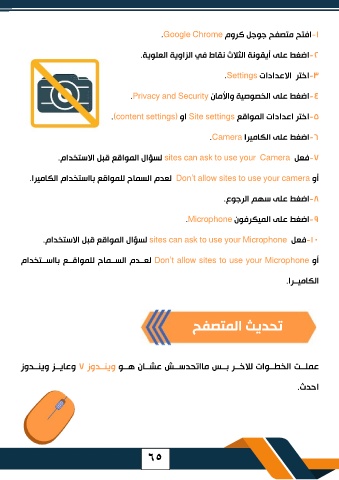 ١-افتح متصفح جوجل كروم Google Chrome.
٢-اضغط على أيقونة الثلاث نقاط في الزاوية العلوية.
٣-اختر الاعدادات Settings.
٤-اضغط على الخصوصية والأمان Privacy and Security.
٥-اختر اعدادات المواقع Site settings او (content settings).
٦-اضغط على الكاميرا Camera.
٧-فعل sites can ask to use your Camera لسؤال المواقع قبل الاستخدام.
أو Don't allow sites to use your camera لعدم السماح للمواقع بااستخدام الكاميرا.
٨-اضغط على سهم الرجوع.
٩-اضغط على الميكرفون Microphone.
١٠-فعل sites can ask to use your Microphone لسؤال المواقع قبل الاستخدام.
أو Don't allow sites to use your Microphone لعدم السماح للمواقع بااستخدام
الكاميرا.
تحديث المتصفح
عملت الخطوات للاخر بس مااتحدسش عشان هو ويندوز ٧ وعايز ويندوز
احدث.
٦٥